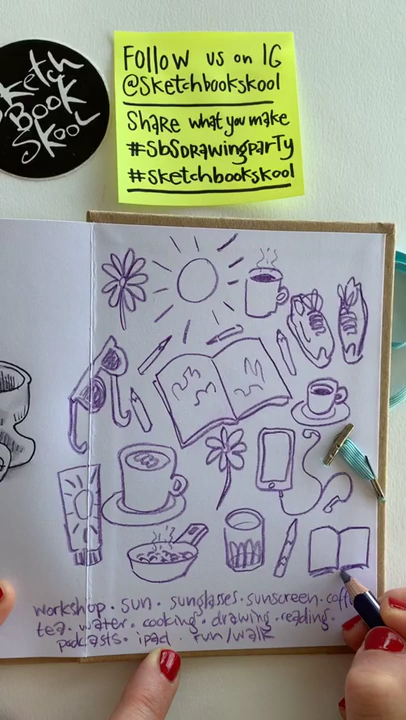 Sketch
Book
Skool
Follow us on IG
@Sketchbookskool
Share what you make
#SbSDrawingParty
#sketchbookskool
workshop · sun · sunglasses · sunscreen · coffe
tea · water · cooking · drawing · reading ·
podcasts · ipad · run/walk